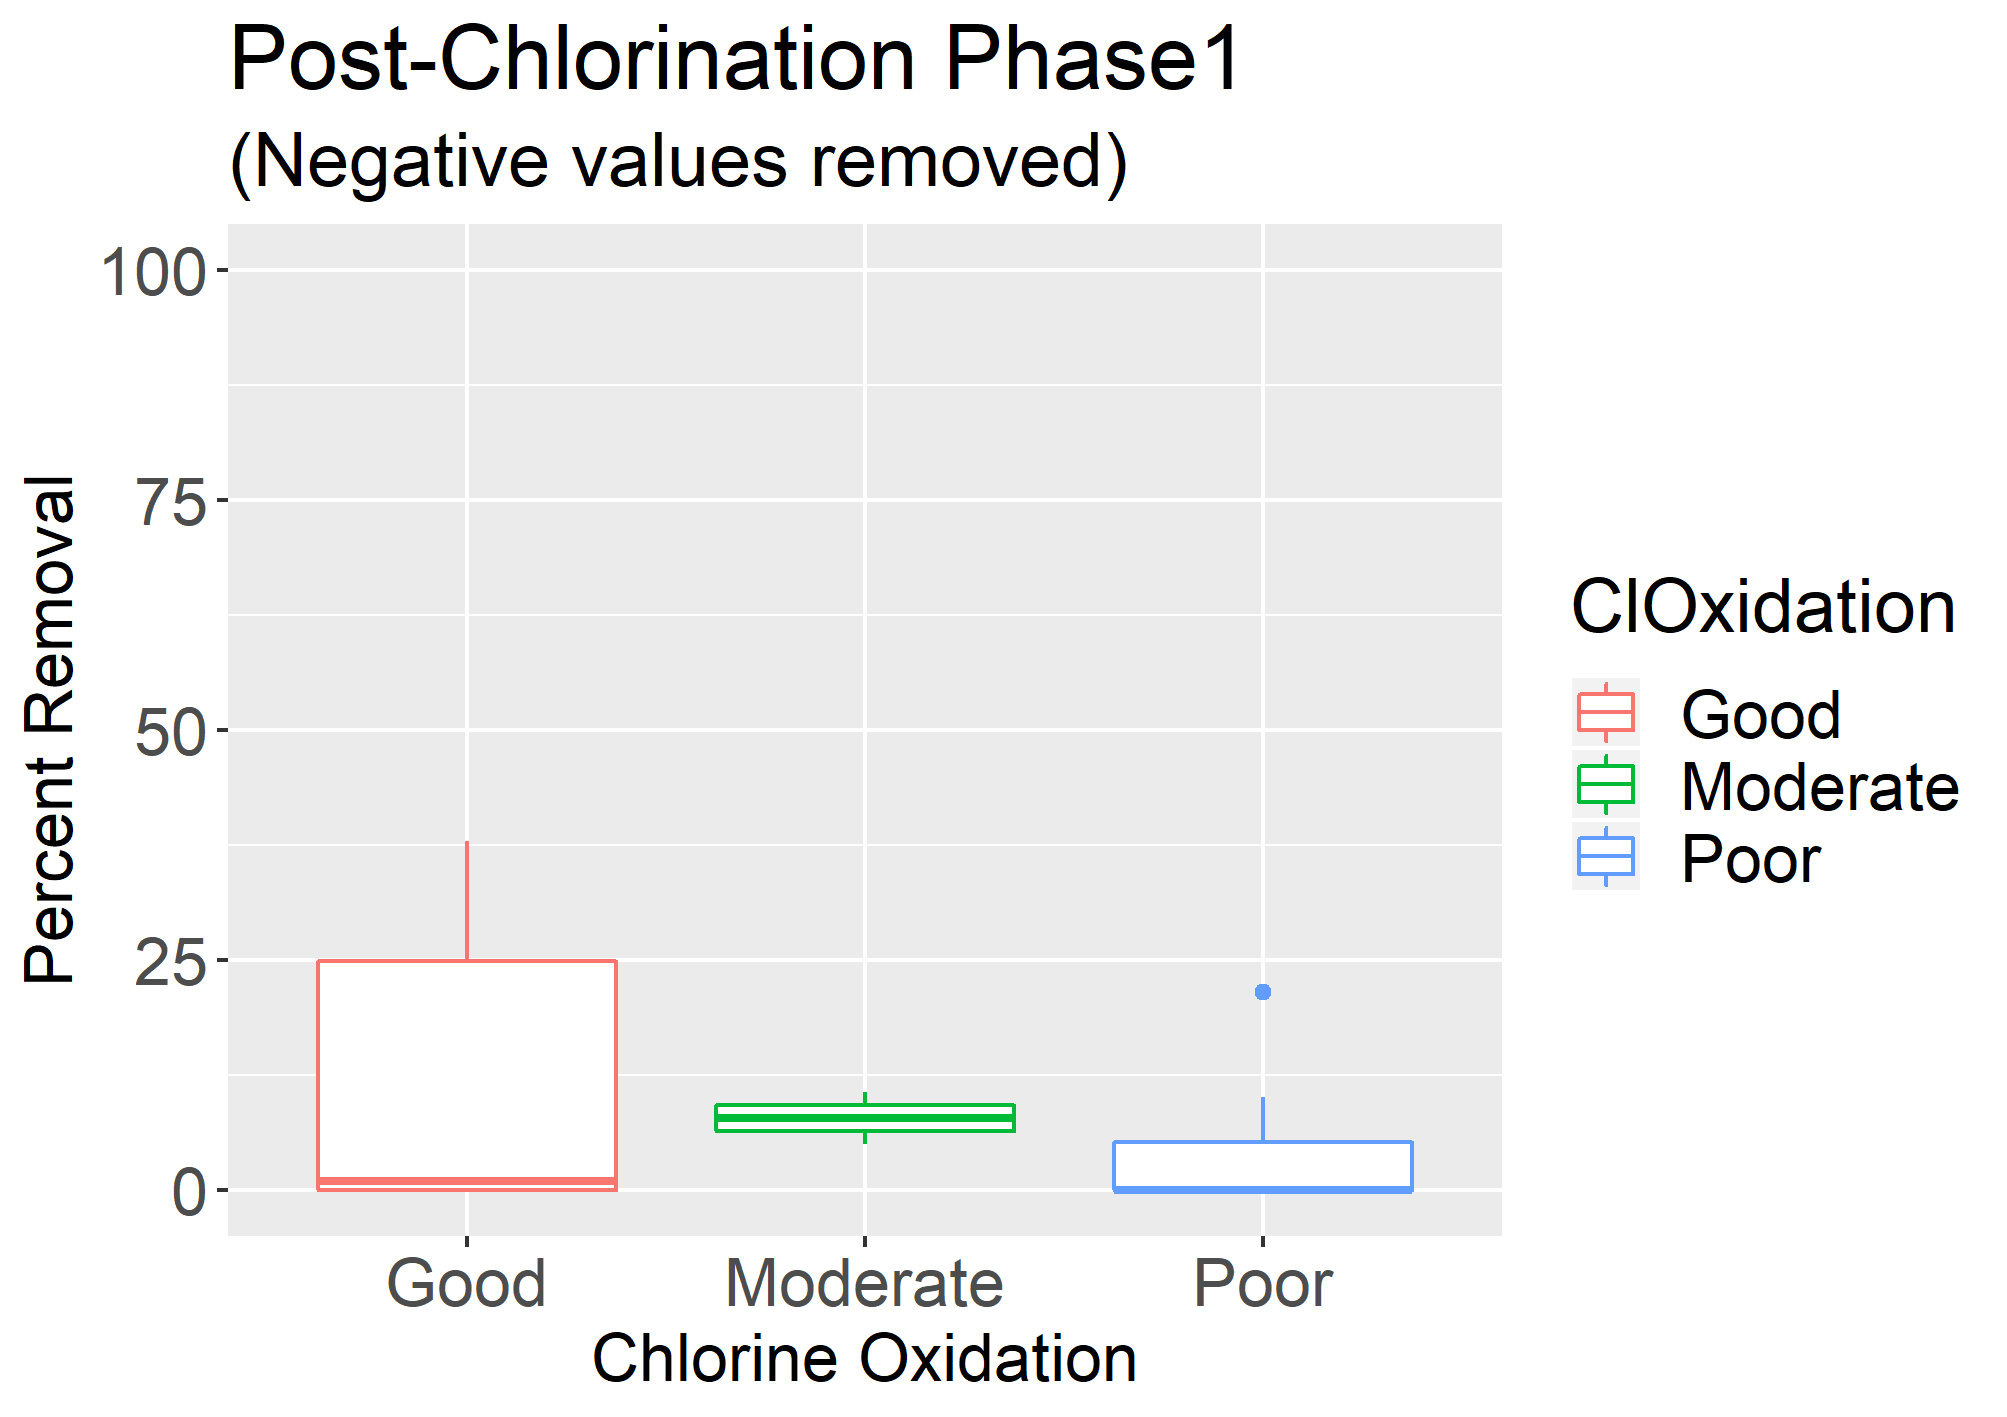 Post-Chlorination Phase1
(Negative values removed)
100
75
50
25
0
Percent Removal
Good
Moderate
Poor
Chlorine Oxidation
ClOxidation
Good
Moderate
Poor